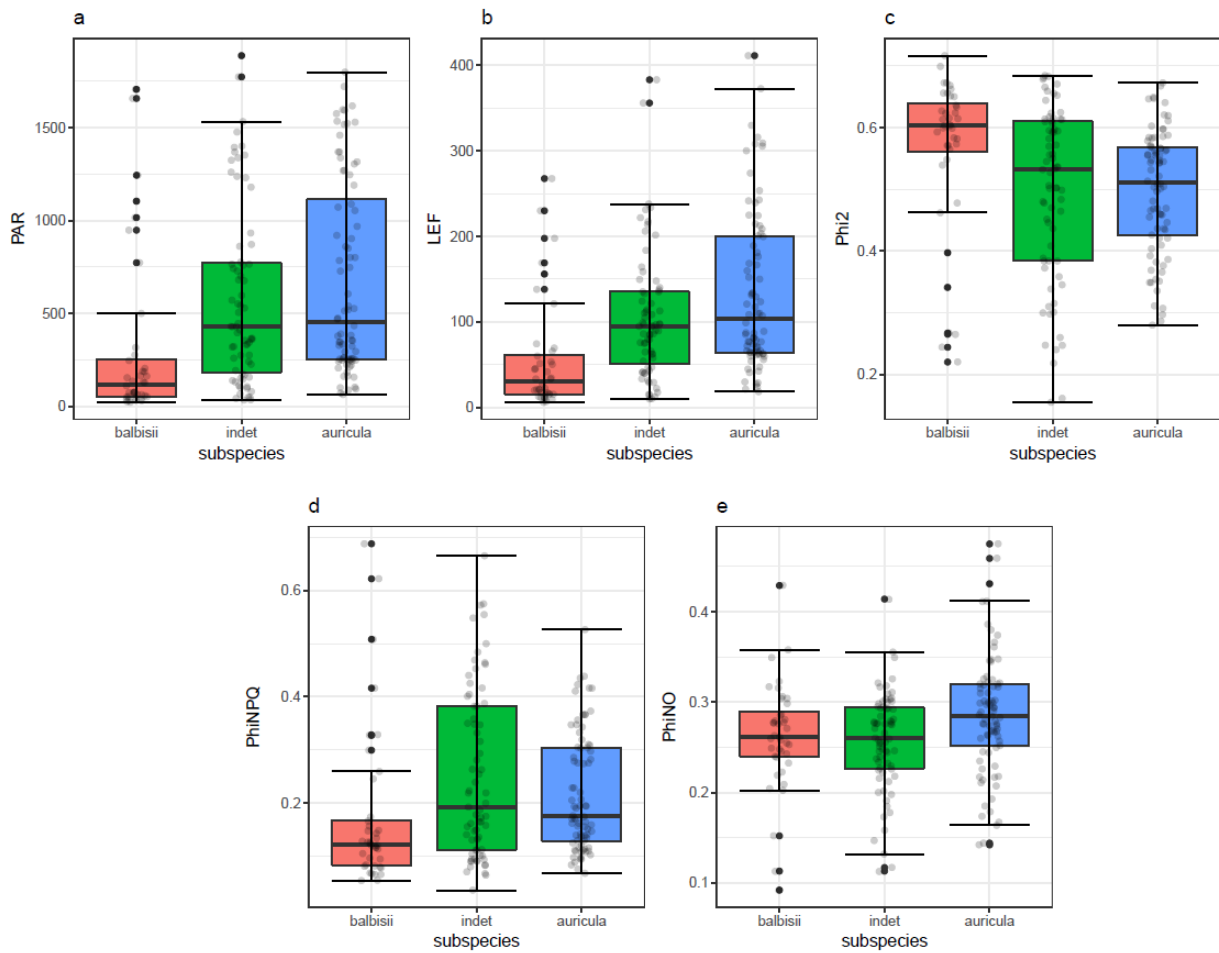 a
PAR
1500
1000
500
0
balbisii indet auricula
subspecies
b
LEF
400
300
200
100
0
balbisii indet auricula
subspecies
c
Phi2
0.6
0.4
0.2
balbisii indet auricula
subspecies
d
PhiNPQ
0.6
0.4
0.2
balbisii indet auricula
subspecies
e
PhiNO
0.4
0.3
0.2
0.1
balbisii indet auricula
subspecies